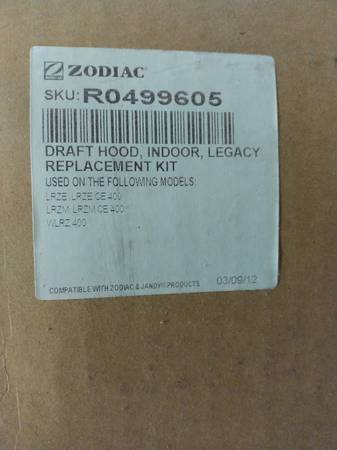 ZODIAC®
SKU: R0499605
DRAFT HOOD, INDOOR, LEGACY
REPLACEMENT KIT
USED ON THE FOLLOWING MODELS:
LRZE, LRZE CE 400
LRZM, LRZM CE 400
WLRZ 400
COMPATIBLE WITH ZODIAC & JANDY® PRODUCTS
03/09/12